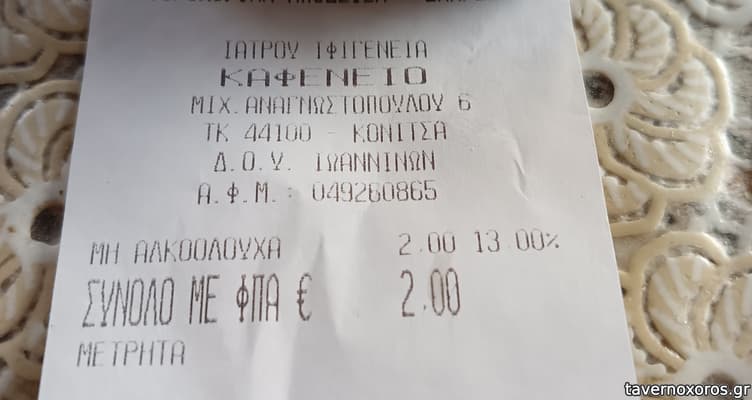 ΙΑΤΡΟΥ ΙΦΙΓΕΝΕΙΑ
ΚΑΦΕΝΕΙΟ
ΜΙΧ.ΑΝΑΓΝΩΣΤΟΠΟΥΛΟΥ 6
ΤΚ 44100 - ΚΟΝΙΤΣΑ
Δ.Ο.Υ. ΙΩΑΝΝΙΝΩΝ
Α.Φ.Μ.: 049260865
ΜΗ ΑΛΚΟΟΛΟΥΧΑ 2.00 13.00%
ΣΥΝΟΛΟ ΜΕ ΦΠΑ € 2.00
ΜΕΤΡΗΤΑ
tavernoxoros.gr